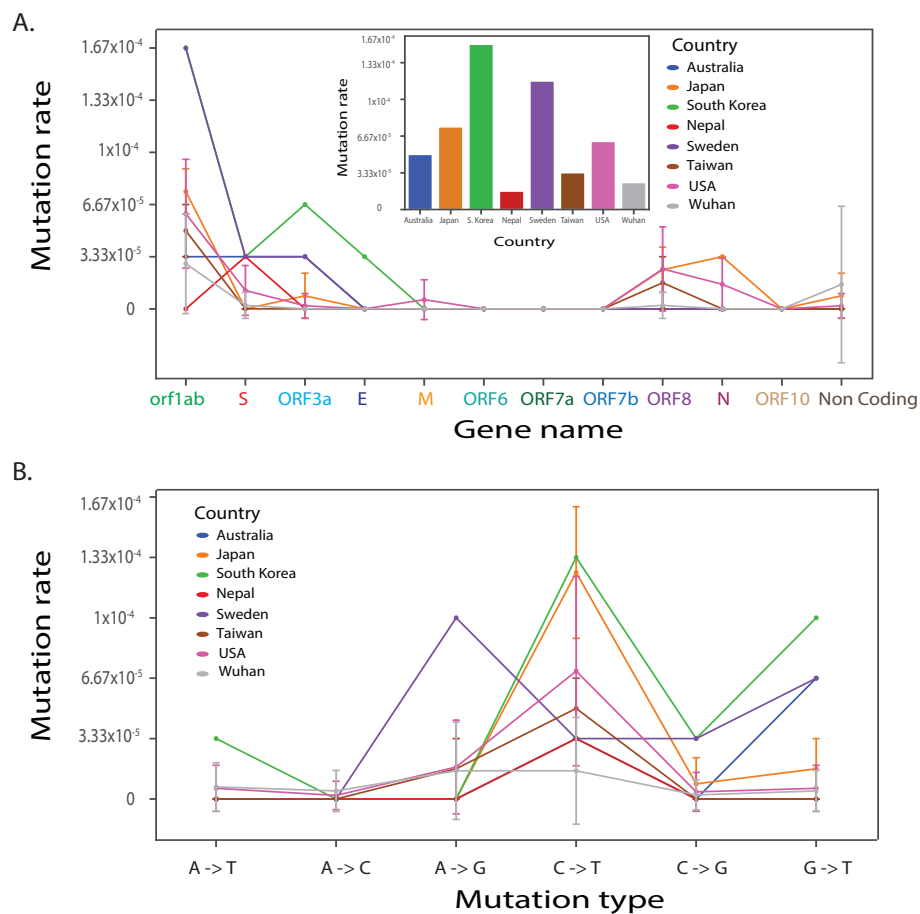 A.
Mutation rate
1.67x10-4
1.33x10-4
1x10-4
6.67x10-5
3.33x10-5
0
Mutation rate
1.67x10-4
1.33x10-4
1x10-4
6.67x10-5
3.33x10-5
0
Australia Japan S. Korea Nepal Sweden Taiwan USA Wuhan
Country
Country
Australia
Japan
South Korea
Nepal
Sweden
Taiwan
USA
Wuhan
orf1ab S ORF3a E M ORF6 ORF7a ORF7b ORF8 N ORF10 Non Coding
Gene name
B.
Mutation rate
1.67x10-4
1.33x10-4
1x10-4
6.67x10-5
3.33x10-5
0
Country
Australia
Japan
South Korea
Nepal
Sweden
Taiwan
USA
Wuhan
A -> T A -> C A -> G C -> T C -> G G -> T
Mutation type